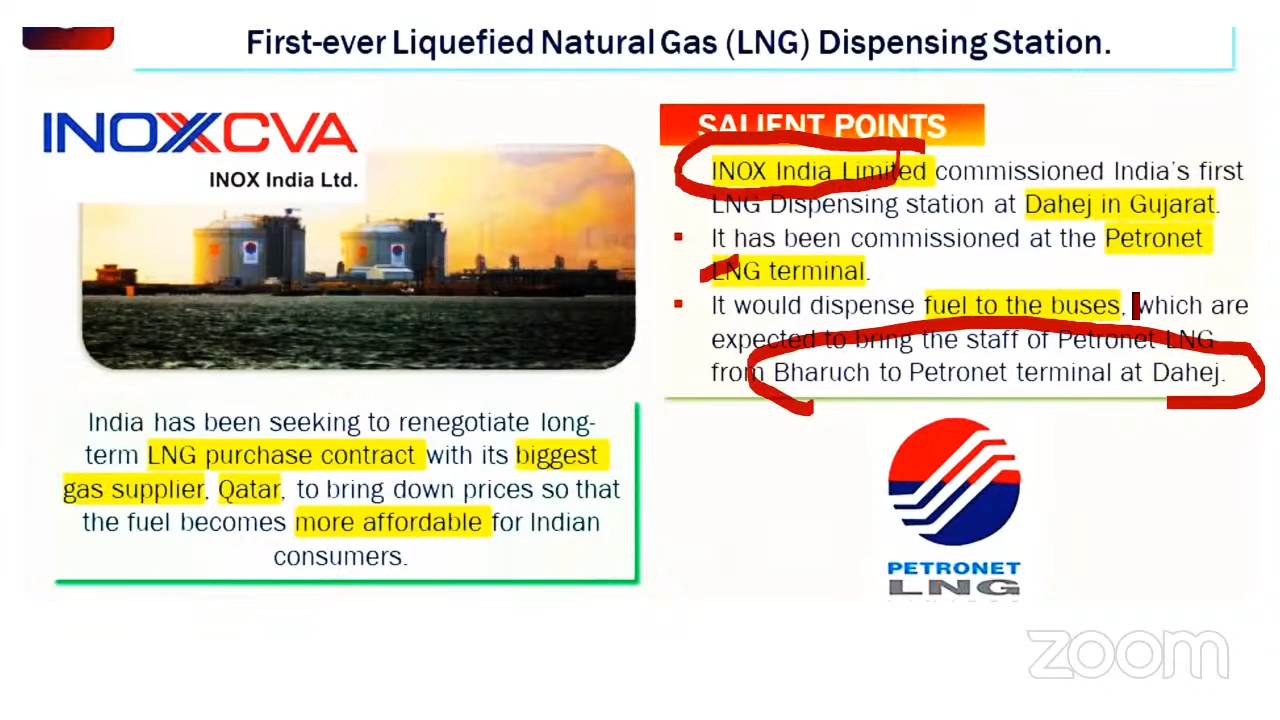 First-ever Liquefied Natural Gas (LNG) Dispensing Station.
INOXCVA
INOX India Ltd.
SALIENT POINTS
INOX India Limited commissioned India's first
LNG Dispensing station at Dahej in Gujarat.
It has been commissioned at the Petronet
LNG terminal.
It would dispense fuel to the buses, which are
expected to bring the staff of Petronet LNG
from Bharuch to Petronet terminal at Dahej.
India has been seeking to renegotiate long-
term LNG purchase contract with its biggest
gas supplier, Qatar, to bring down prices so that
the fuel becomes more affordable for Indian
consumers.
PETRONET
LNG
zoom